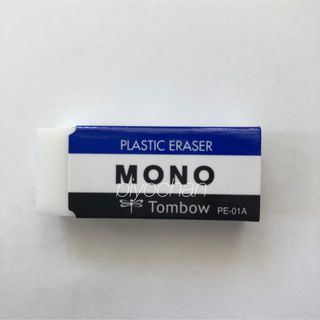 PLASTIC ERASER
MONO
piyochan
Tombow PE-01A